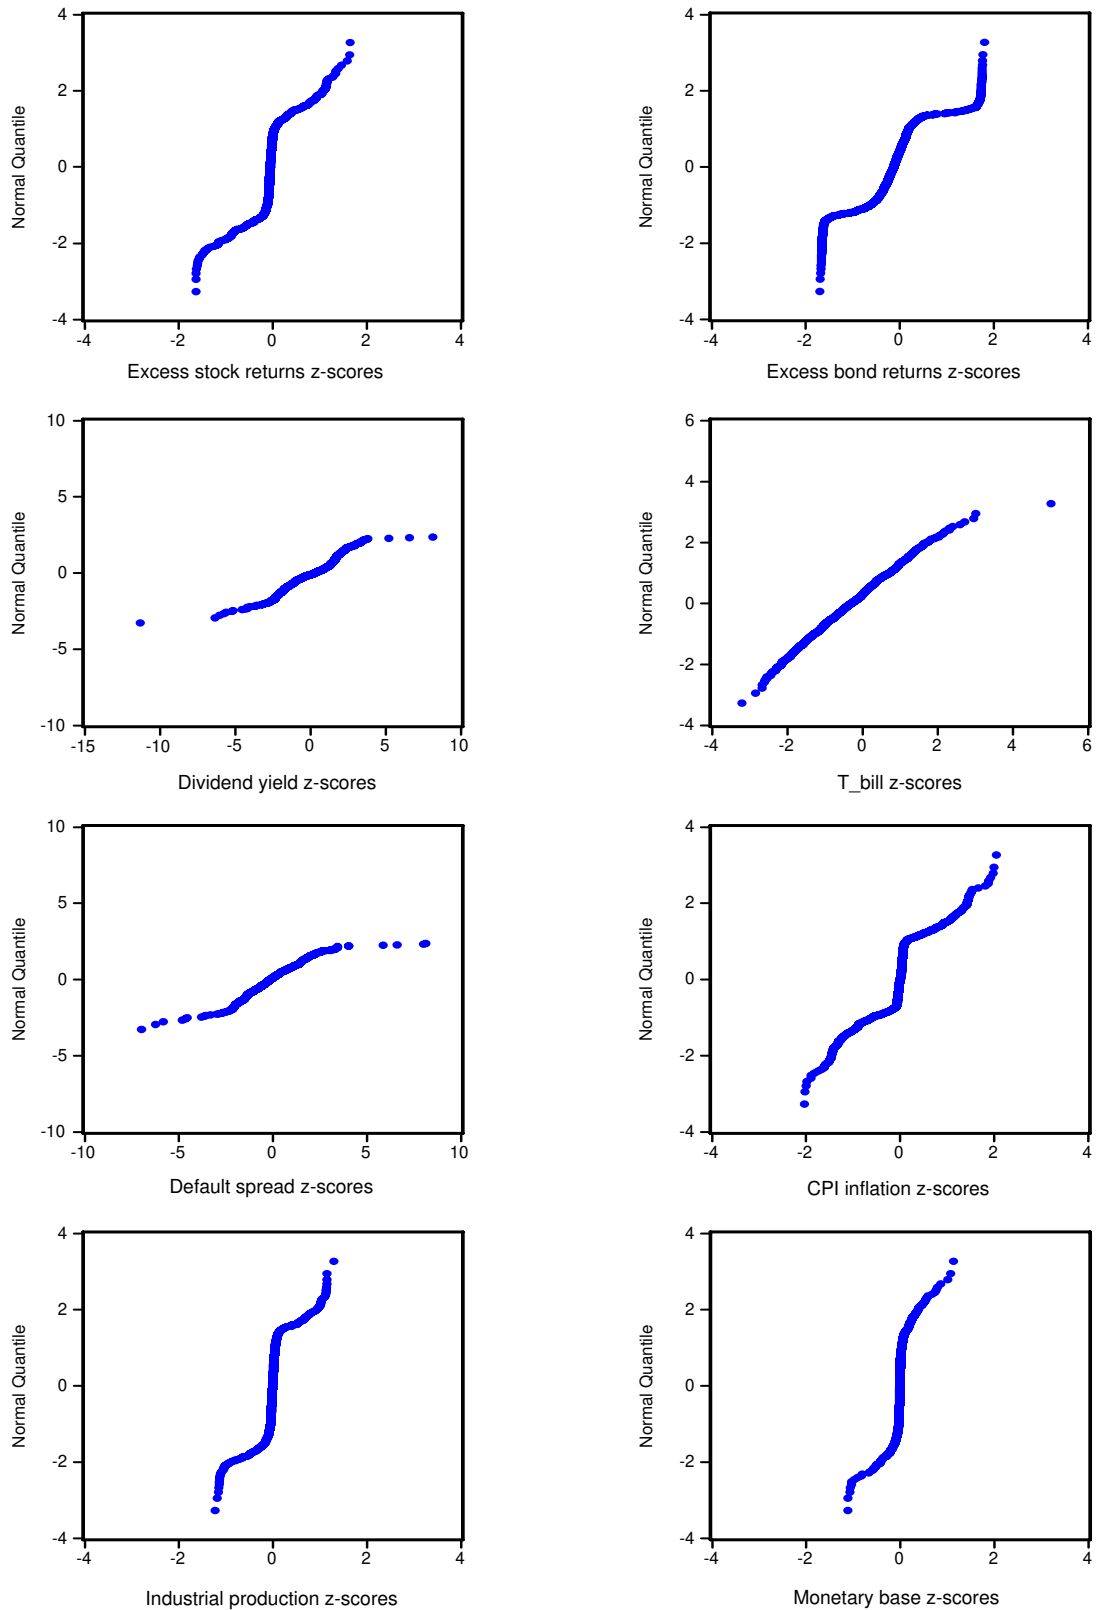 4
2
0
-2
-4
Normal Quantile
-4 -2 0 2 4
Excess stock returns z-scores
4
2
0
-2
-4
Normal Quantile
-4 -2 0 2 4
Excess bond returns z-scores
10
5
0
-5
-10
Normal Quantile
-15 -10 -5 0 5 10
Dividend yield z-scores
6
4
2
0
-2
-4
Normal Quantile
-4 -2 0 2 4 6
T_bill z-scores
10
5
0
-5
-10
Normal Quantile
-10 -5 0 5 10
Default spread z-scores
4
2
0
-2
-4
Normal Quantile
-4 -2 0 2 4
CPI inflation z-scores
4
2
0
-2
-4
Normal Quantile
-4 -2 0 2 4
Industrial production z-scores
4
2
0
-2
-4
Normal Quantile
-4 -2 0 2 4
Monetary base z-scores